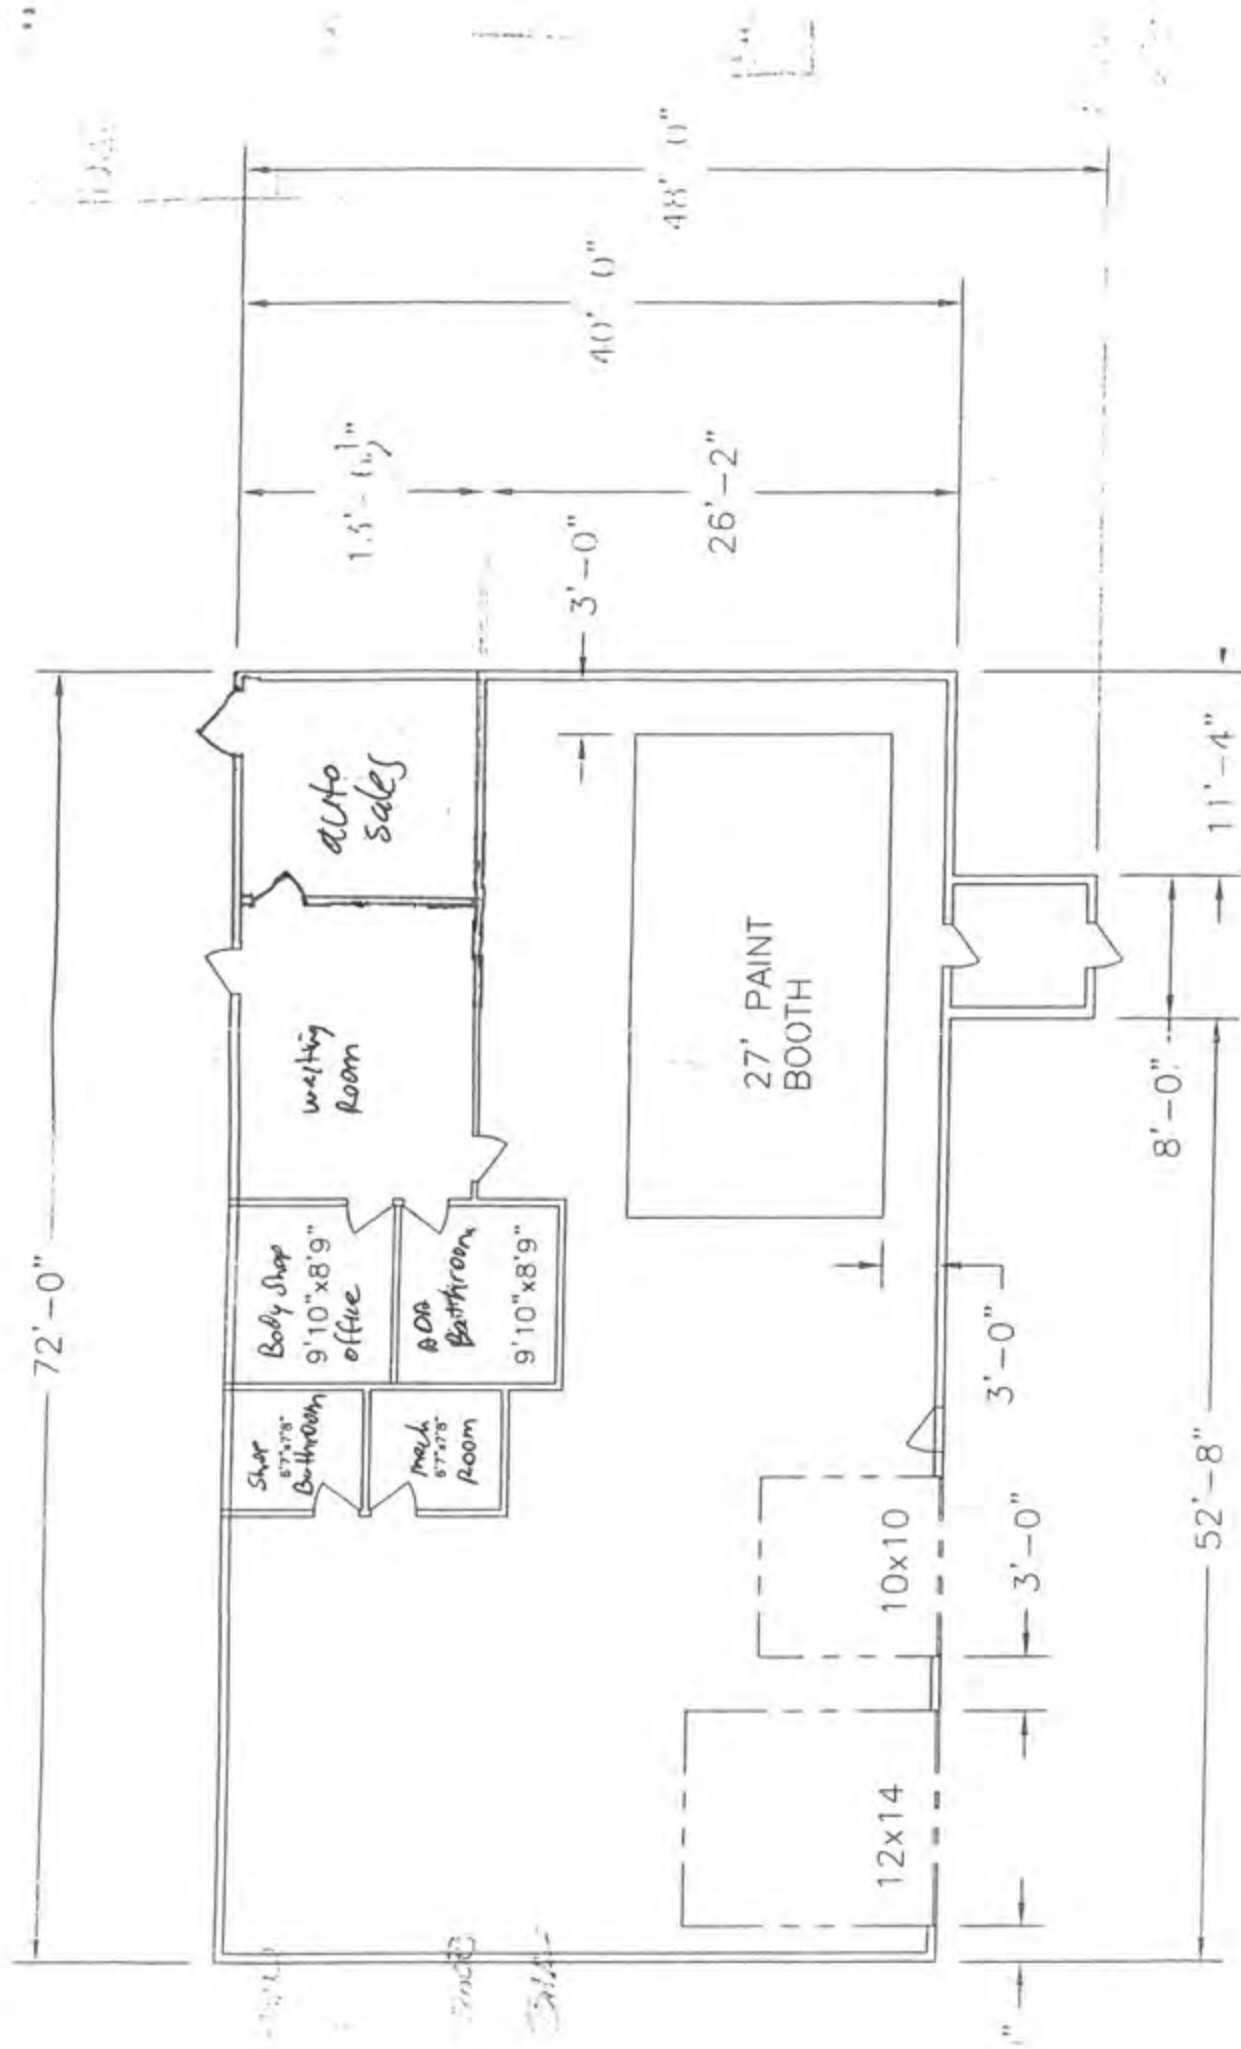 72'-0"
auto
sales
waiting
Room
Body Shop
9'10"x8'9"
office
ADA
Bathroom
9'10"x8'9"
Shop
Bathroom
mech
Room
27' PAINT
BOOTH
10x10
12x14
40' 0"
48' 0"
26'-2"
3'-0"
11'-4"
8'-0"
3'-0"
3'-0"
52'-8"